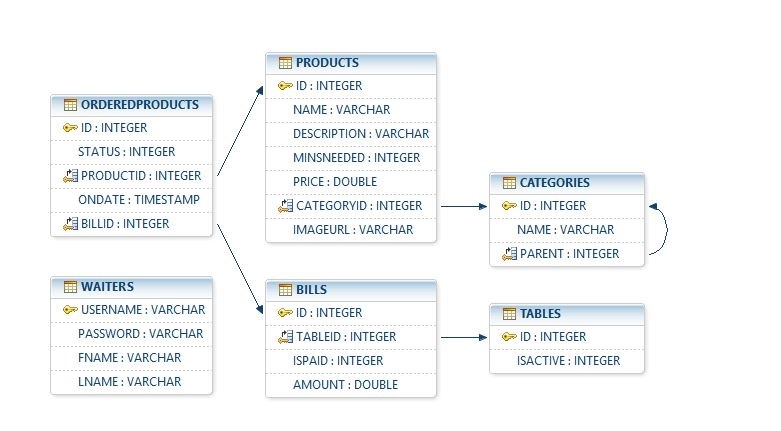 ORDEREDPRODUCTS
ID : INTEGER
STATUS : INTEGER
PRODUCTID : INTEGER
ONDATE : TIMESTAMP
BILLID : INTEGER
WAITERS
USERNAME : VARCHAR
PASSWORD : VARCHAR
FNAME : VARCHAR
LNAME : VARCHAR
PRODUCTS
ID : INTEGER
NAME : VARCHAR
DESCRIPTION : VARCHAR
MINSNEEDED : INTEGER
PRICE : DOUBLE
CATEGORYID : INTEGER
IMAGEURL : VARCHAR
BILLS
ID : INTEGER
TABLEID : INTEGER
ISPAID : INTEGER
AMOUNT : DOUBLE
CATEGORIES
ID : INTEGER
NAME : VARCHAR
PARENT : INTEGER
TABLES
ID : INTEGER
ISACTIVE : INTEGER